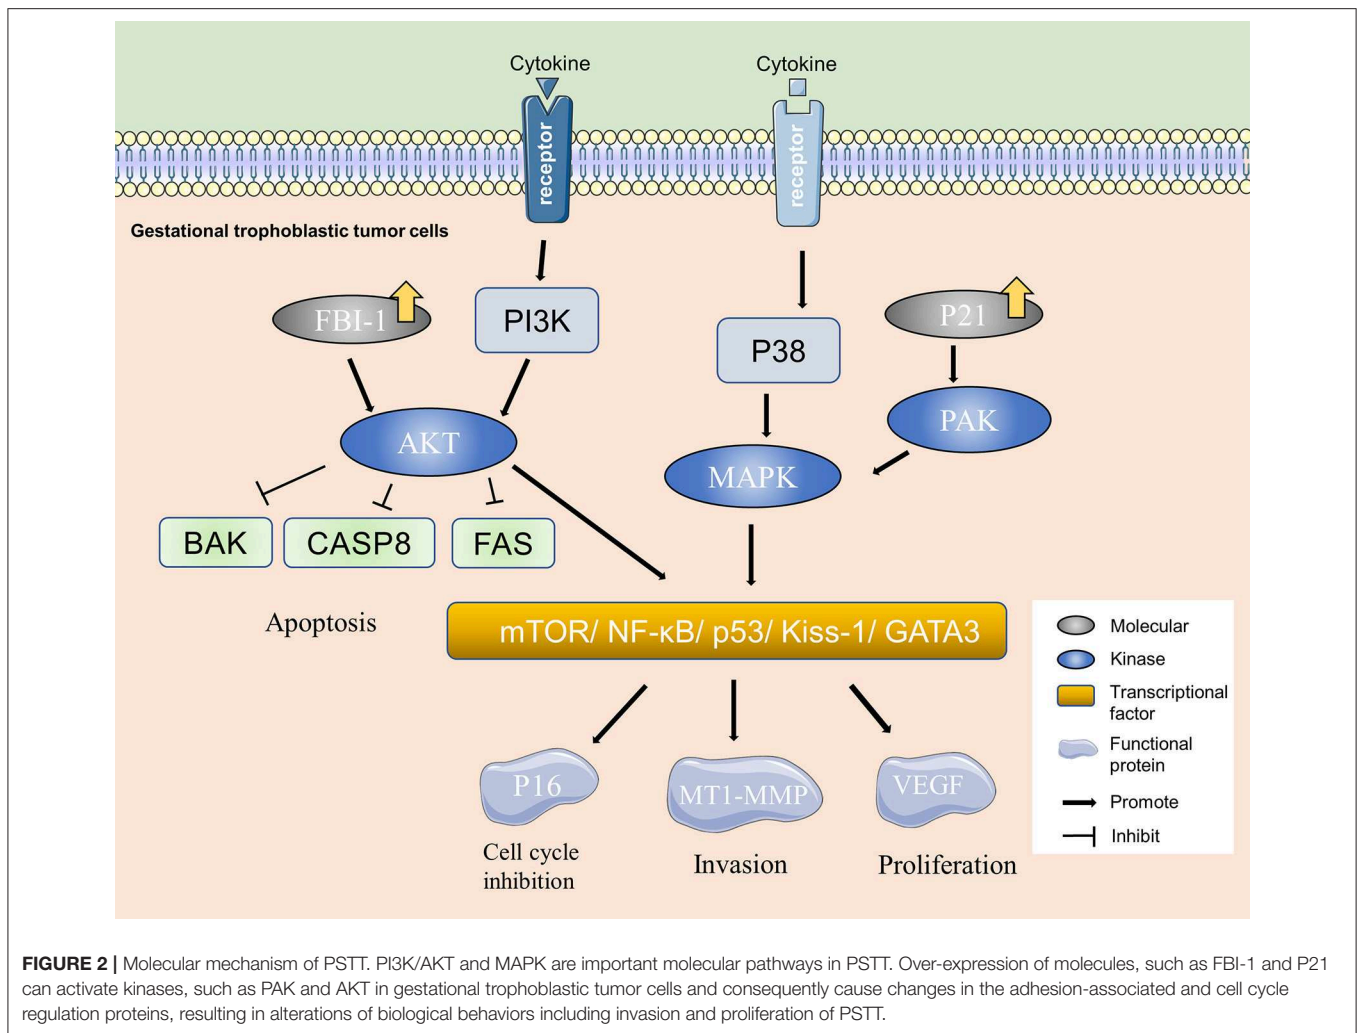 Cytokine
Cytokine
receptor
receptor
Gestational trophoblastic tumor cells
FBI-1
PI3K
P38
P21
AKT
MAPK
PAK
BAK
CASP8
FAS
Apoptosis
mTOR/ NF-κB/ p53/ Kiss-1/ GATA3
P16
MT1-MMP
VEGF
Cell cycle
inhibition
Invasion
Proliferation
Molecular
Kinase
Transcriptional
factor
Functional
protein
Promote
Inhibit
FIGURE 2 | Molecular mechanism of PSTT. PI3K/AKT and MAPK are important molecular pathways in PSTT. Over-expression of molecules, such as FBI-1 and P21
can activate kinases, such as PAK and AKT in gestational trophoblastic tumor cells and consequently cause changes in the adhesion-associated and cell cycle
regulation proteins, resulting in alterations of biological behaviors including invasion and proliferation of PSTT.